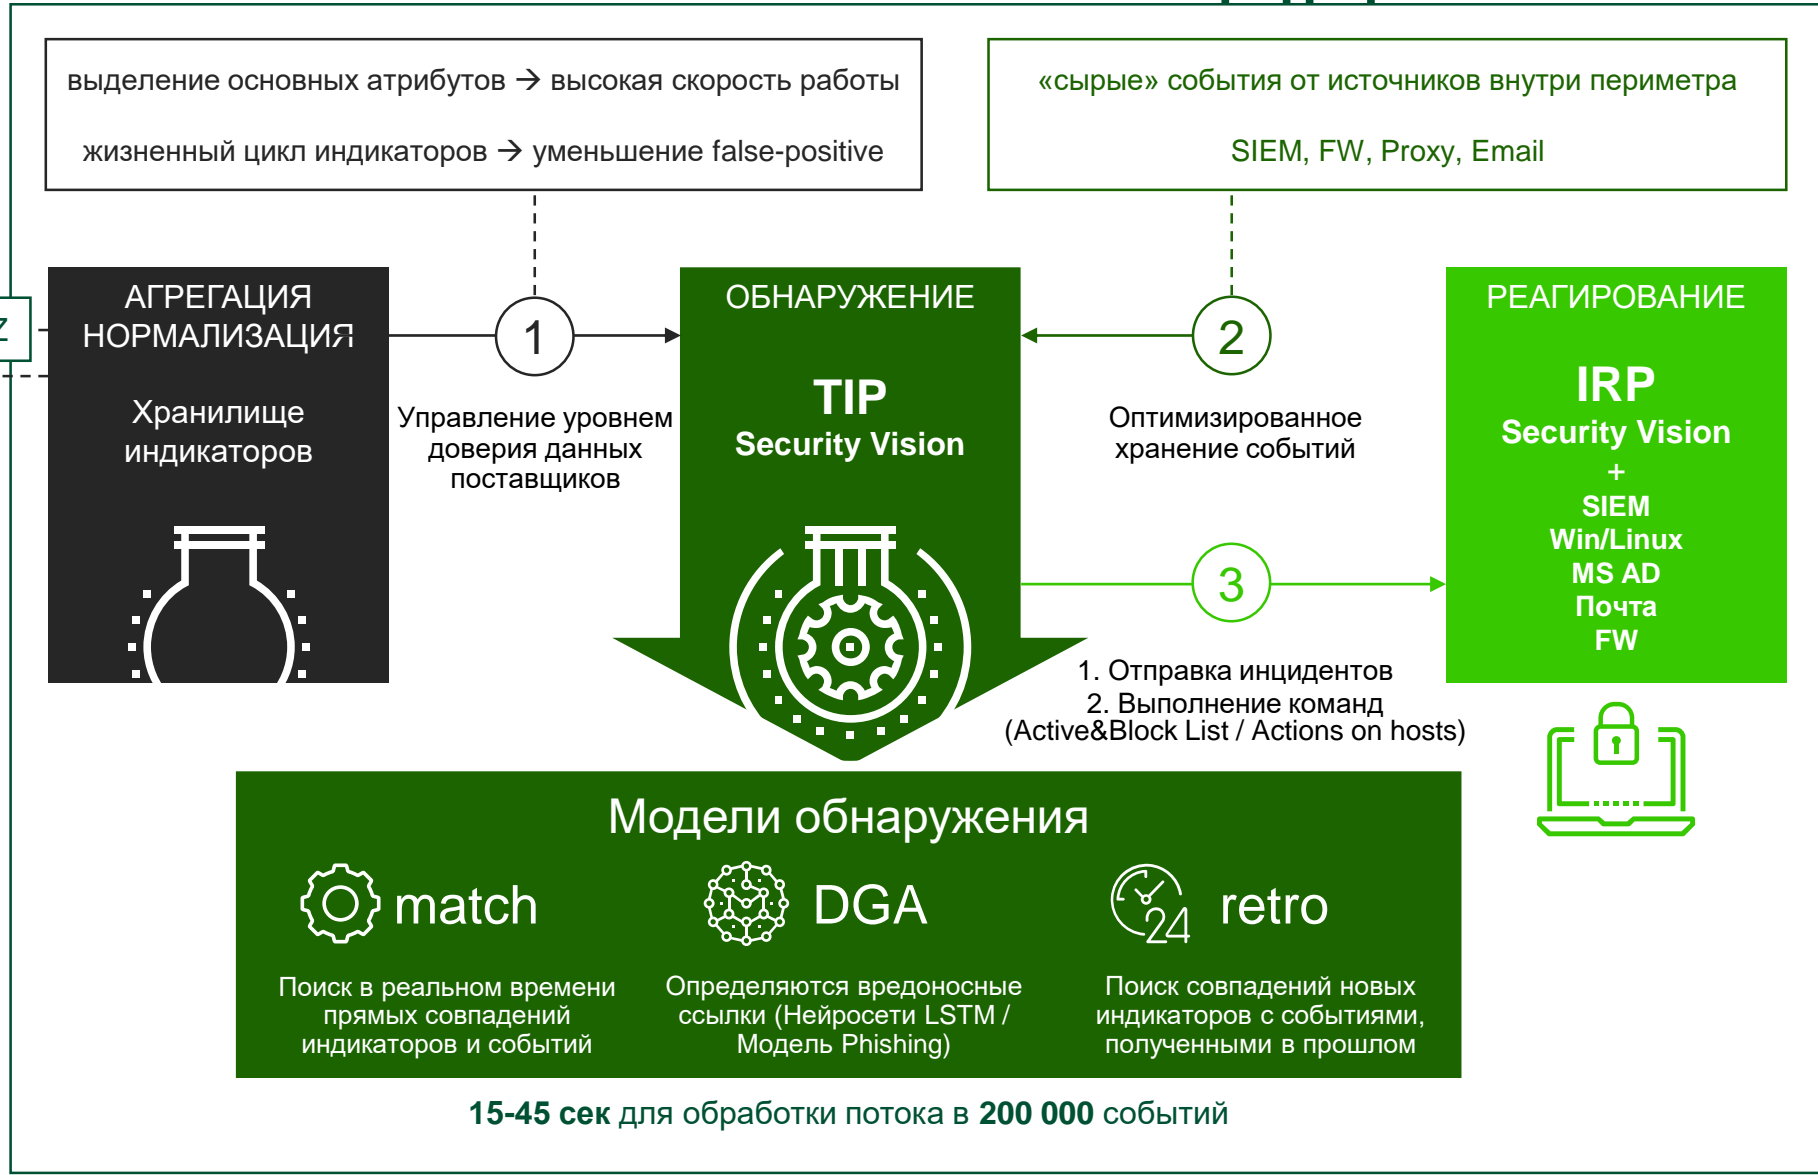 выделение основных атрибутов → высокая скорость работы
жизненный цикл индикаторов → уменьшение false-positive
«сырые» события от источников внутри периметра
SIEM, FW, Proxy, Email
Z
АГРЕГАЦИЯ
НОРМАЛИЗАЦИЯ
Хранилище
индикаторов
1
Управление уровнем
доверия данных
поставщиков
ОБНАРУЖЕНИЕ
TIP
Security Vision
2
Оптимизированное
хранение событий
3
1. Отправка инцидентов
2. Выполнение команд
(Active&Block List / Actions on hosts)
РЕАГИРОВАНИЕ
IRP
Security Vision
+
SIEM
Win/Linux
MS AD
Почта
FW
Модели обнаружения
match
Поиск в реальном времени
прямых совпадений
индикаторов и событий
DGA
Определяются вредоносные
ссылки (Нейросети LSTM /
Модель Phishing)
24
retro
Поиск совпадений новых
индикаторов с событиями,
полученными в прошлом
15-45 сек для обработки потока в 200 000 событий